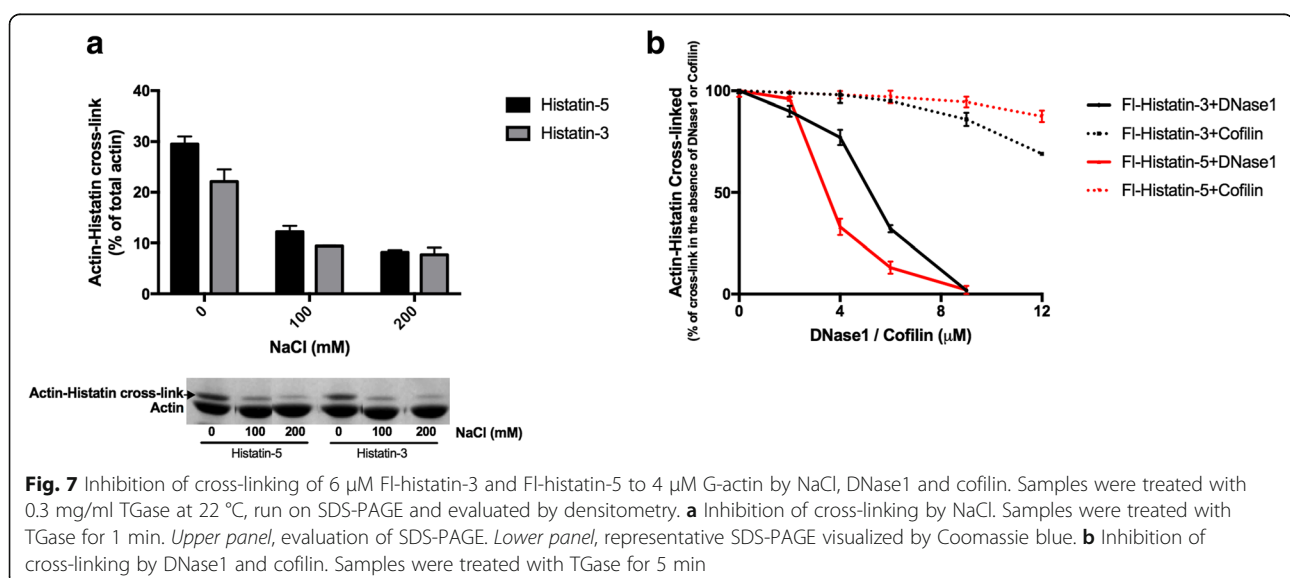 a
Actin-Histatin cross-link
(% of total actin)
40
30
20
10
0
Histatin-5
Histatin-3
0
100
200
NaCl (mM)
Actin-Histatin cross-link
Actin
0 100 200 0 100 200 NaCl (mM)
Histatin-5 Histatin-3
b
Actin-Histatin Cross-linked
(% of cross-link in the absence of DNase1 or Cofilin)
100
50
0
0 4 8 12
DNase1 / Cofilin (μM)
Fl-Histatin-3+DNase1
Fl-Histatin-3+Cofilin
Fl-Histatin-5+DNase1
Fl-Histatin-5+Cofilin
Fig. 7 Inhibition of cross-linking of 6 μM Fl-histatin-3 and Fl-histatin-5 to 4 μM G-actin by NaCl, DNase1 and cofilin. Samples were treated with
0.3 mg/ml TGase at 22 °C, run on SDS-PAGE and evaluated by densitometry. a Inhibition of cross-linking by NaCl. Samples were treated with
TGase for 1 min. Upper panel, evaluation of SDS-PAGE. Lower panel, representative SDS-PAGE visualized by Coomassie blue. b Inhibition of
cross-linking by DNase1 and cofilin. Samples were treated with TGase for 5 min